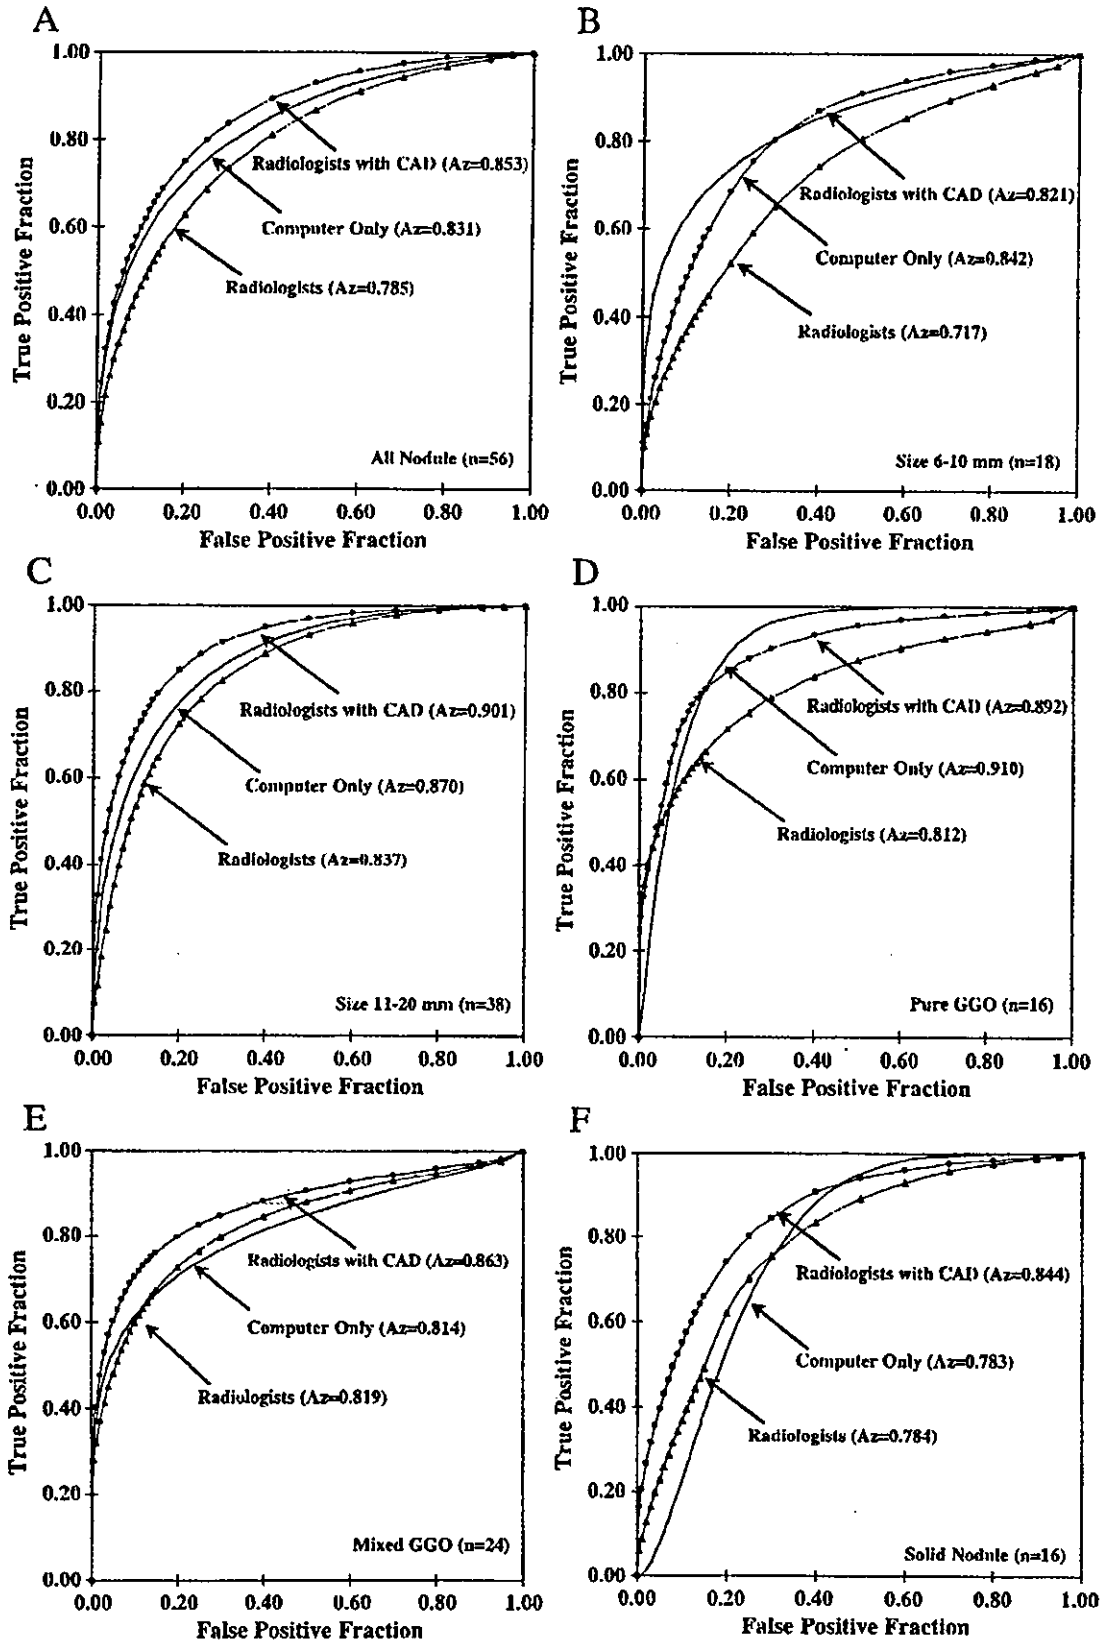 A
True Positive Fraction
1.00
0.80
0.60
0.40
0.20
0.00
Radiologists with CAD (Az=0.853)
Computer Only (Az=0.831)
Radiologists (Az=0.785)
All Nodule (n=56)
0.00 0.20 0.40 0.60 0.80 1.00
False Positive Fraction
B
True Positive Fraction
1.00
0.80
0.60
0.40
0.20
0.00
Radiologists with CAD (Az=0.821)
Computer Only (Az=0.842)
Radiologists (Az=0.717)
Size 6-10 mm (n=18)
0.00 0.20 0.40 0.60 0.80 1.00
False Positive Fraction
C
True Positive Fraction
1.00
0.80
0.60
0.40
0.20
0.00
Radiologists with CAD (Az=0.901)
Computer Only (Az=0.870)
Radiologists (Az=0.837)
Size 11-20 mm (n=38)
0.00 0.20 0.40 0.60 0.80 1.00
False Positive Fraction
D
True Positive Fraction
1.00
0.80
0.60
0.40
0.20
0.00
Radiologists with CAD (Az=0.892)
Computer Only (Az=0.910)
Radiologists (Az=0.812)
Pure GGO (n=16)
0.00 0.20 0.40 0.60 0.80 1.00
False Positive Fraction
E
True Positive Fraction
1.00
0.80
0.60
0.40
0.20
0.00
Radiologists with CAD (Az=0.863)
Computer Only (Az=0.814)
Radiologists (Az=0.819)
Mixed GGO (n=24)
0.00 0.20 0.40 0.60 0.80 1.00
False Positive Fraction
F
True Positive Fraction
1.00
0.80
0.60
0.40
0.20
0.00
Radiologists with CAD (Az=0.844)
Computer Only (Az=0.783)
Radiologists (Az=0.784)
Solid Nodule (n=16)
0.00 0.20 0.40 0.60 0.80 1.00
False Positive Fraction